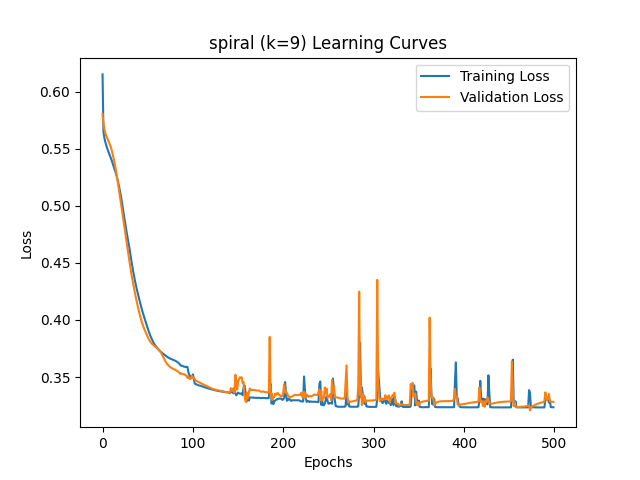 spiral (k=9) Learning Curves
Training Loss
Validation Loss
0.60
0.55
0.50
0.45
0.40
0.35
Loss
0 100 200 300 400 500
Epochs